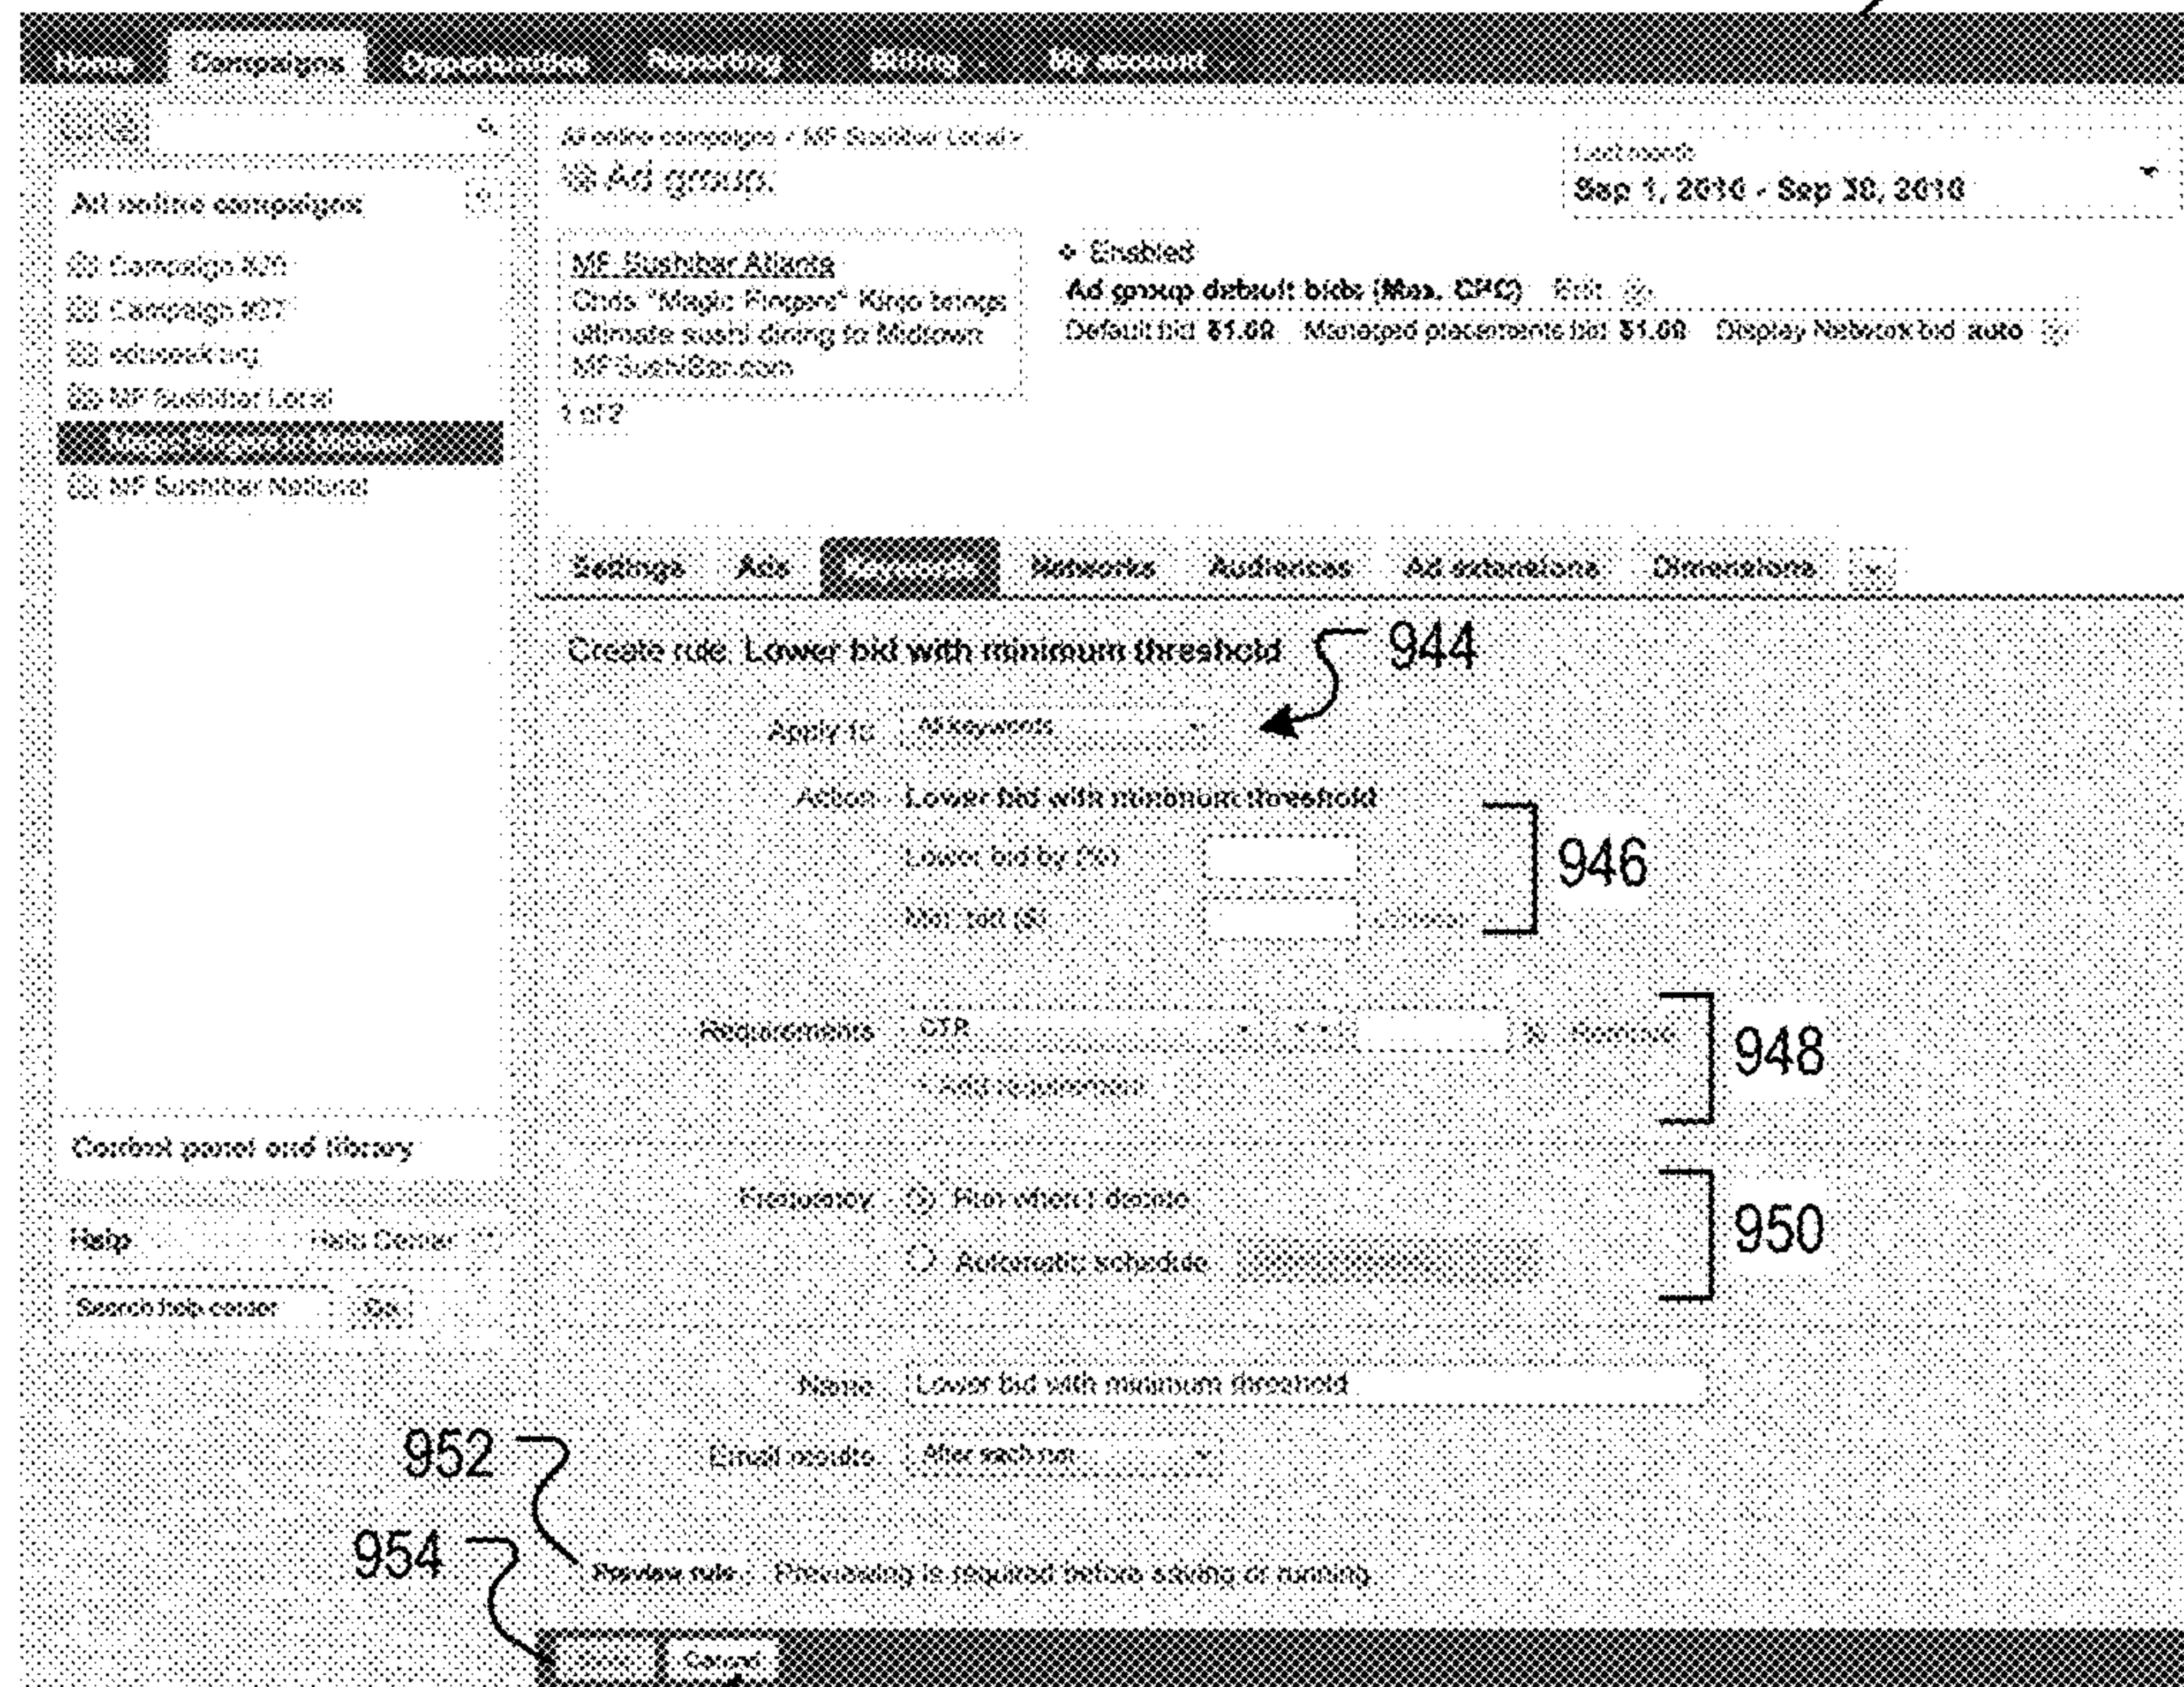 Home Campaigns Opportunities Reporting Billing My account
All online campaigns > MF Sushibar Local >
Ad group:
Last month
Sep 1, 2010 - Sep 30, 2010
All online campaigns
Campaign #20
Campaign #27
eduspeak.org
MF Sushibar Local
MF Sushibar National
MF Sushibar Atlanta
Chris "Magic Fingers" Kinjo brings
ultimate sushi dining to Midtown
MFSushiBar.com
1 of 2
Enabled
Ad group default bids (Max. CPC) Edit
Default bid $1.00 Managed placements bid $1.00 Display Network bid auto
Settings Ads Keywords Networks Audiences Ad extensions Dimensions
Create rule: Lower bid with minimum threshold
944
Apply to All keywords
Action Lower bid with minimum threshold
Lower bid by (%)
946
Min. bid ($)
Requirements CTR < Remove
948
+ Add requirement
Control panel and library
Frequency Run when I decide
950
Automatic schedule
Help Help Center
Search help center Go
Name Lower bid with minimum threshold
952
Email results After each run
954
Preview rule Previewing is required before saving or running
Cancel